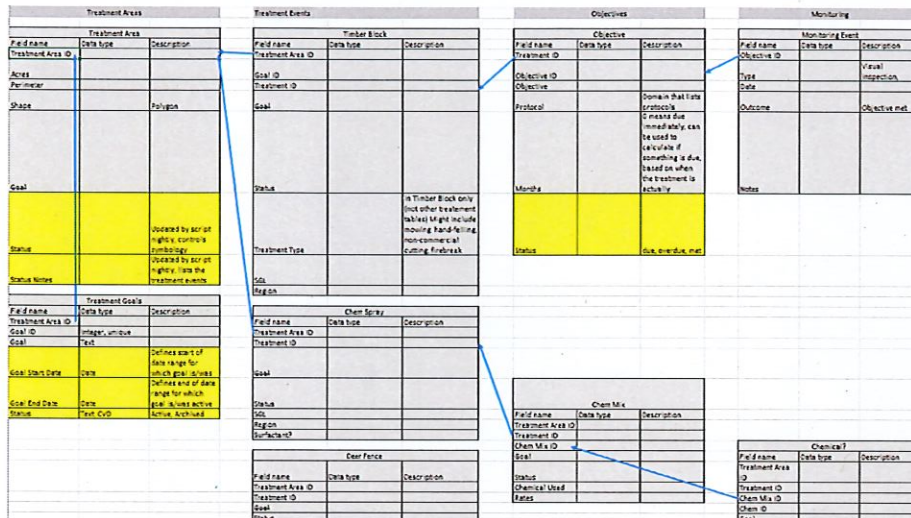 Treatment Areas
Treatment Area
Field name Data type Description
Treatment Area ID
Acres
Perimeter
Shape Polygon
Goal
Status Updated by script nightly, controls symbology
Status Notes Updated by script nightly, lists the treatment events
Treatment Goals
Field name Data type Description
Treatment Area ID
Goal ID Integer, unique
Goal Text
Goal Start Date Date Defines start of date range for which goal is/was
Goal End Date Date Defines end of date range for which goal is/was active
Status Text CVD Active, Archived
Treatment Events
Timber Block
Field name Data type Description
Treatment Area ID
Goal ID
Treatment ID
Goal
Status
Treatment Type In Timber Block only (not other treatement tables) Might include mowing, hand-felling, non-commercial cutting, firebreak
SGL
Region
Chem Spray
Field name Data type Description
Treatment Area ID
Treatment ID
Goal
Status
SGL
Region
Surfactant?
Deer Fence
Field name Data type Description
Treatment Area ID
Treatment ID
Goal
Status
Objectives
Objective
Field name Data type Description
Treatment ID
Objective ID
Objective
Protocol Domain that lists protocols
Months 0 means due immediately, can be used to calculate if something is due, based on when the treatment is actually
Status due, overdue, met
Chem Mix
Field name Data type Description
Treatment Area ID
Treatment ID
Chem Mix ID
Goal
Status
Chemical Used
Rates
Monitoring
Monitoring Event
Field name Data type Description
Objective ID
Type Visual inspection,
Date
Outcome Objective met
Notes
Chemical?
Field name Data type Description
Treatment Area ID
Treatment ID
Chem Mix ID
Chem ID
Goal